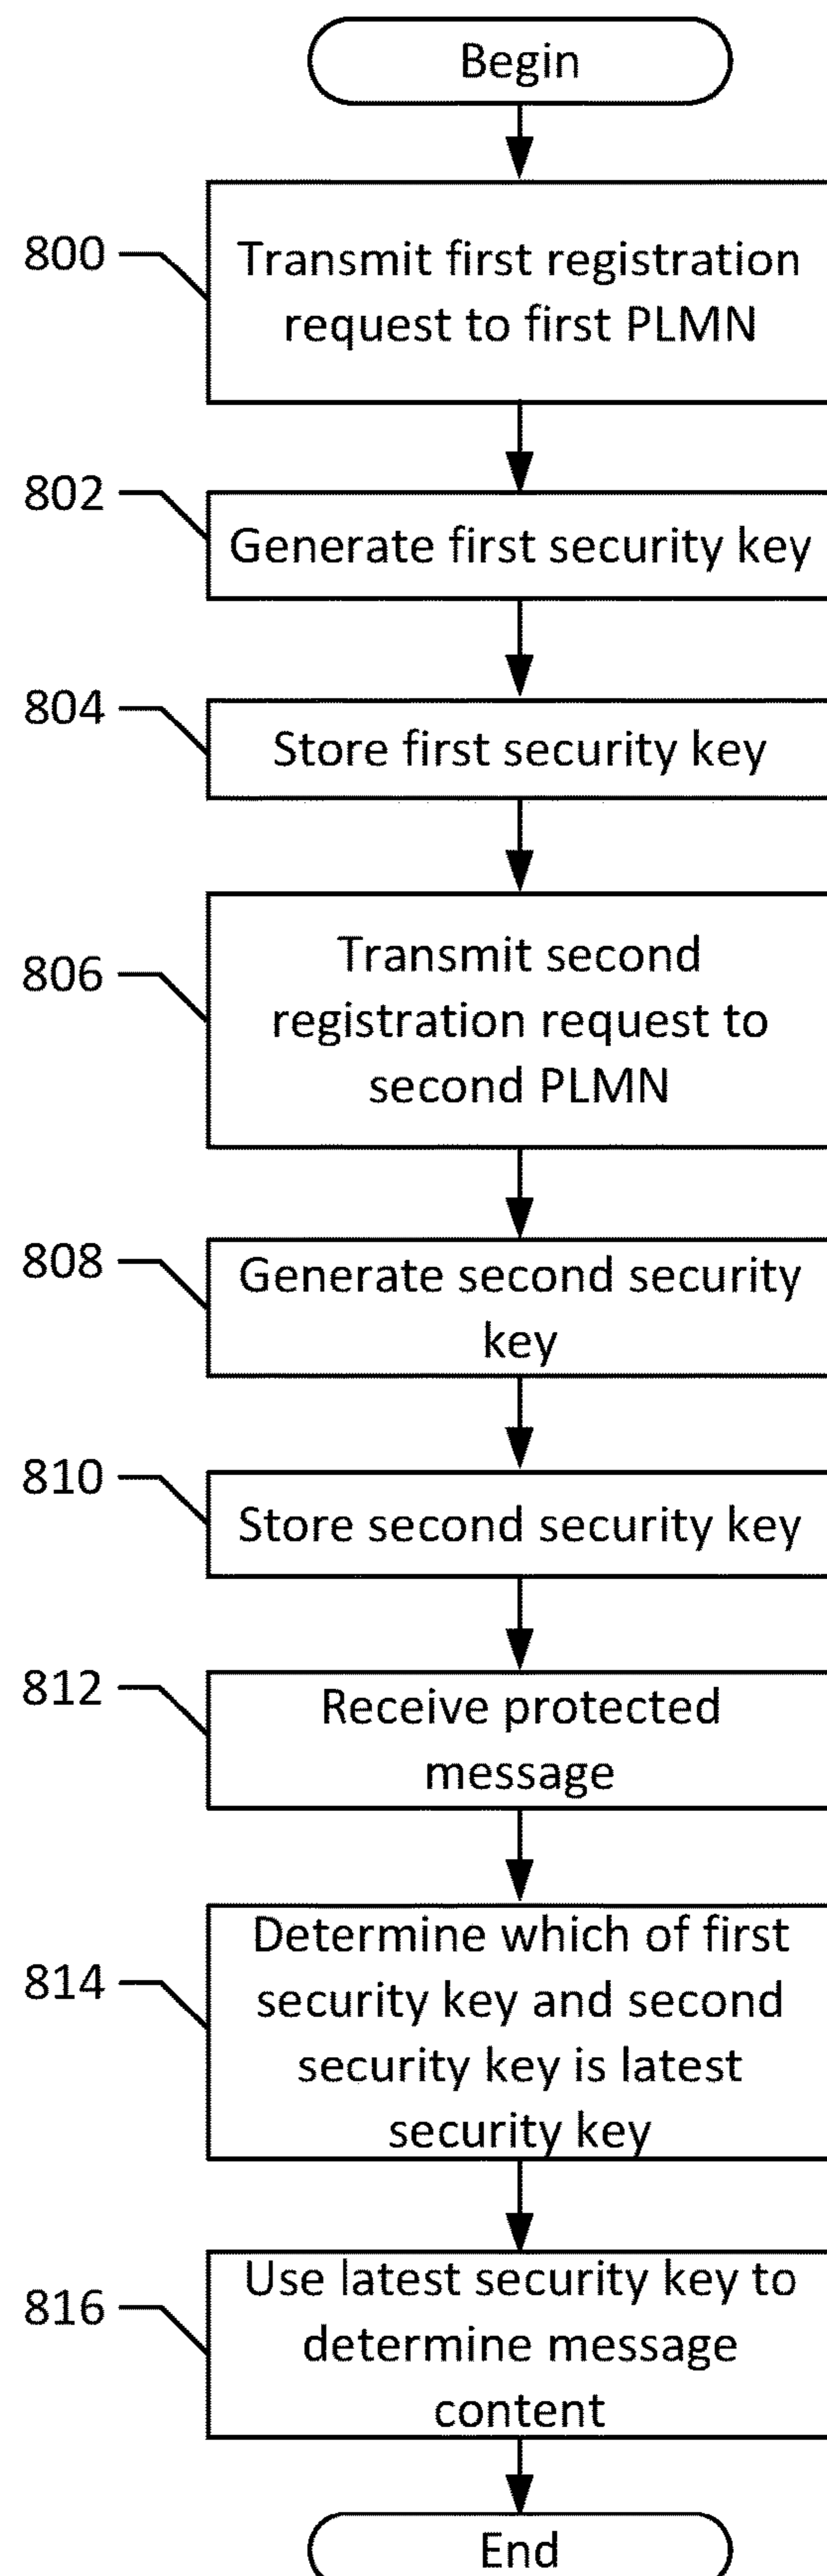 Begin
800
Transmit first registration
request to first PLMN
802
Generate first security key
804
Store first security key
806
Transmit second
registration request to
second PLMN
808
Generate second security
key
810
Store second security key
812
Receive protected
message
814
Determine which of first
security key and second
security key is latest
security key
816
Use latest security key to
determine message
content
End